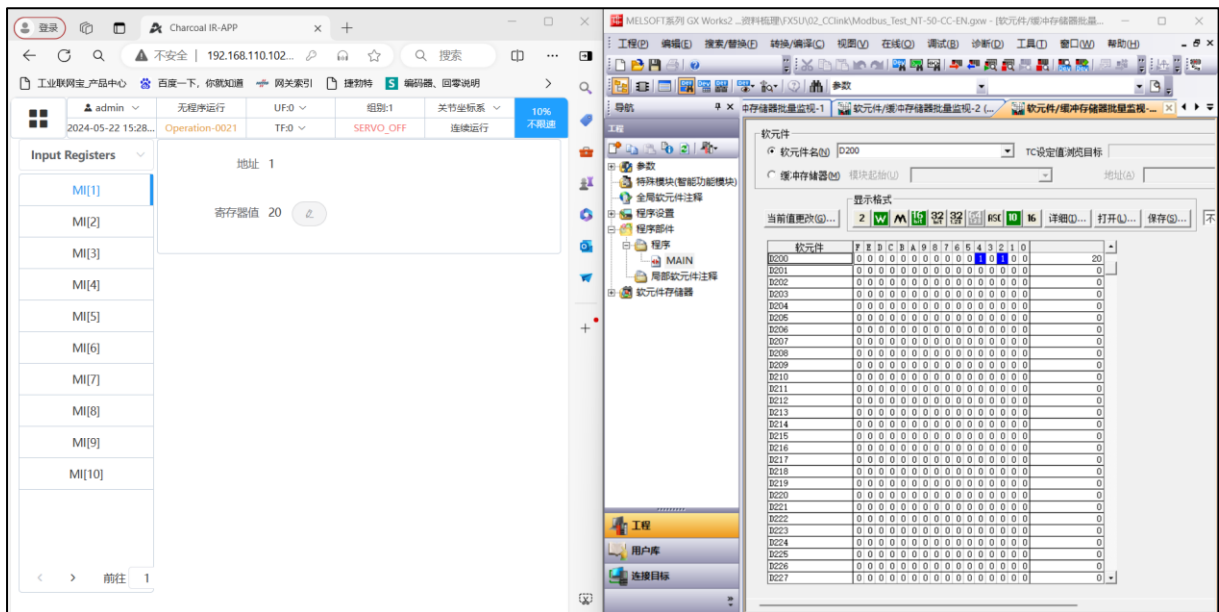 登录
Charcoal IR-APP
不安全
192.168.110.102...
搜索
工业联网宝_产品中心
百度一下，你就知道
网关索引
捷勃特
编码器、回零说明
admin
无程序运行
UF:0
组别:1
关节坐标系
10%
不限速
2024-05-22 15:28...
Operation-0021
TF:0
SERVO_OFF
连续运行
Input Registers
地址 1
寄存器值 20
MI[1]
MI[2]
MI[3]
MI[4]
MI[5]
MI[6]
MI[7]
MI[8]
MI[9]
MI[10]
前往 1
MELSOFT系列 GX Works2 ...资料梳理\FX5U\02_CClink\Modbus_Test_NT-50-CC-EN.gxw - [软元件/缓冲存储器批量...
工程(P) 编辑(E) 搜索/替换(F) 转换/编译(C) 视图(V) 在线(O) 调试(B) 诊断(D) 工具(T) 窗口(W) 帮助(H)
参数
导航
中存储器批量监视-1
软元件/缓冲存储器批量监视-2 (...
软元件/缓冲存储器批量监视-...
工程
参数
特殊模块(智能功能模块)
全局软元件注释
程序设置
程序部件
程序
MAIN
局部软元件注释
软元件存储器
工程
用户库
连接目标
软元件
软元件名(N) D200
TC设定值浏览目标
缓冲存储器(M) 模块起始(U)
地址(A)
显示格式
当前值更改(G)... 2 W M 16 32 32 ASC 10 16 详细(I)... 打开(L)... 保存(S)... 不
软元件 F E D C B A 9 8 7 6 5 4 3 2 1 0
D200 0 0 0 0 0 0 0 0 0 0 0 1 0 1 0 0 20
D201 0 0 0 0 0 0 0 0 0 0 0 0 0 0 0 0 0
D202 0 0 0 0 0 0 0 0 0 0 0 0 0 0 0 0 0
D203 0 0 0 0 0 0 0 0 0 0 0 0 0 0 0 0 0
D204 0 0 0 0 0 0 0 0 0 0 0 0 0 0 0 0 0
D205 0 0 0 0 0 0 0 0 0 0 0 0 0 0 0 0 0
D206 0 0 0 0 0 0 0 0 0 0 0 0 0 0 0 0 0
D207 0 0 0 0 0 0 0 0 0 0 0 0 0 0 0 0 0
D208 0 0 0 0 0 0 0 0 0 0 0 0 0 0 0 0 0
D209 0 0 0 0 0 0 0 0 0 0 0 0 0 0 0 0 0
D210 0 0 0 0 0 0 0 0 0 0 0 0 0 0 0 0 0
D211 0 0 0 0 0 0 0 0 0 0 0 0 0 0 0 0 0
D212 0 0 0 0 0 0 0 0 0 0 0 0 0 0 0 0 0
D213 0 0 0 0 0 0 0 0 0 0 0 0 0 0 0 0 0
D214 0 0 0 0 0 0 0 0 0 0 0 0 0 0 0 0 0
D215 0 0 0 0 0 0 0 0 0 0 0 0 0 0 0 0 0
D216 0 0 0 0 0 0 0 0 0 0 0 0 0 0 0 0 0
D217 0 0 0 0 0 0 0 0 0 0 0 0 0 0 0 0 0
D218 0 0 0 0 0 0 0 0 0 0 0 0 0 0 0 0 0
D219 0 0 0 0 0 0 0 0 0 0 0 0 0 0 0 0 0
D220 0 0 0 0 0 0 0 0 0 0 0 0 0 0 0 0 0
D221 0 0 0 0 0 0 0 0 0 0 0 0 0 0 0 0 0
D222 0 0 0 0 0 0 0 0 0 0 0 0 0 0 0 0 0
D223 0 0 0 0 0 0 0 0 0 0 0 0 0 0 0 0 0
D224 0 0 0 0 0 0 0 0 0 0 0 0 0 0 0 0 0
D225 0 0 0 0 0 0 0 0 0 0 0 0 0 0 0 0 0
D226 0 0 0 0 0 0 0 0 0 0 0 0 0 0 0 0 0
D227 0 0 0 0 0 0 0 0 0 0 0 0 0 0 0 0 0